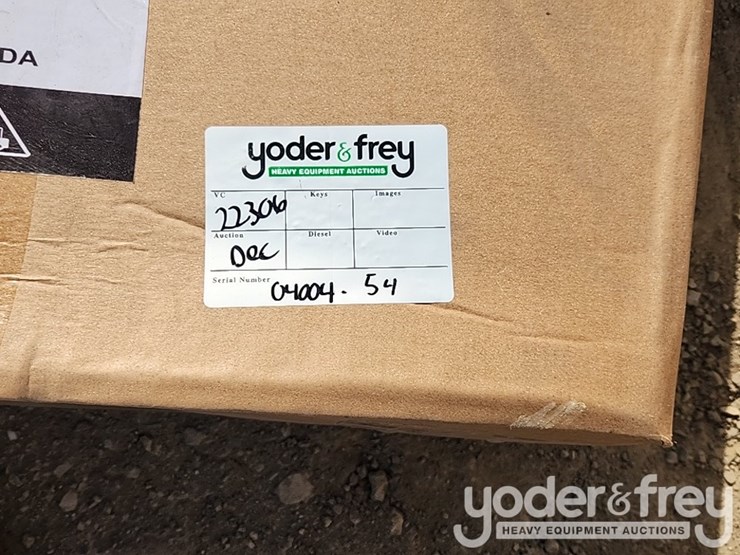 DA
yoder & frey
HEAVY EQUIPMENT AUCTIONS
VC Keys Images
22306
Auction Diesel Video
Dec
Serial Number 04004 - 54
yoder & frey
HEAVY EQUIPMENT AUCTIONS